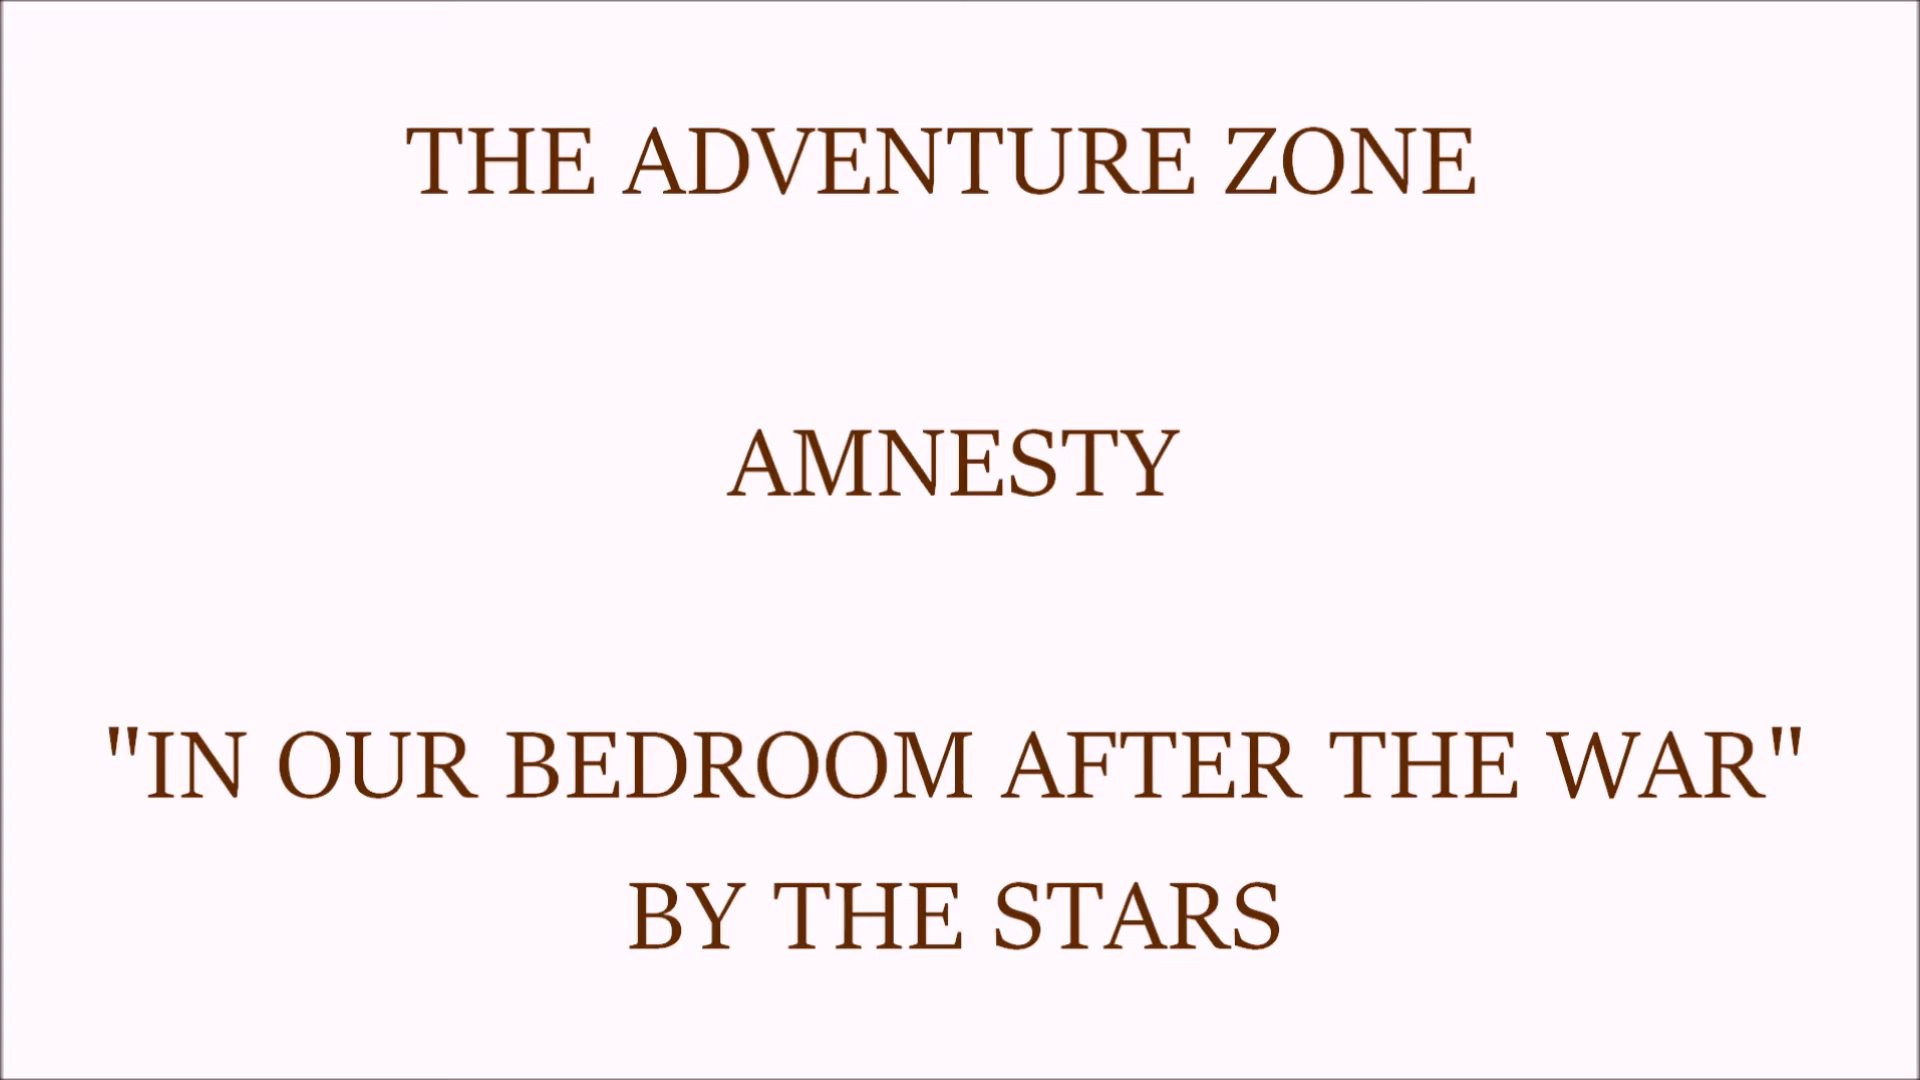 THE ADVENTURE ZONE
AMNESTY
"IN OUR BEDROOM AFTER THE WAR"
BY THE STARS